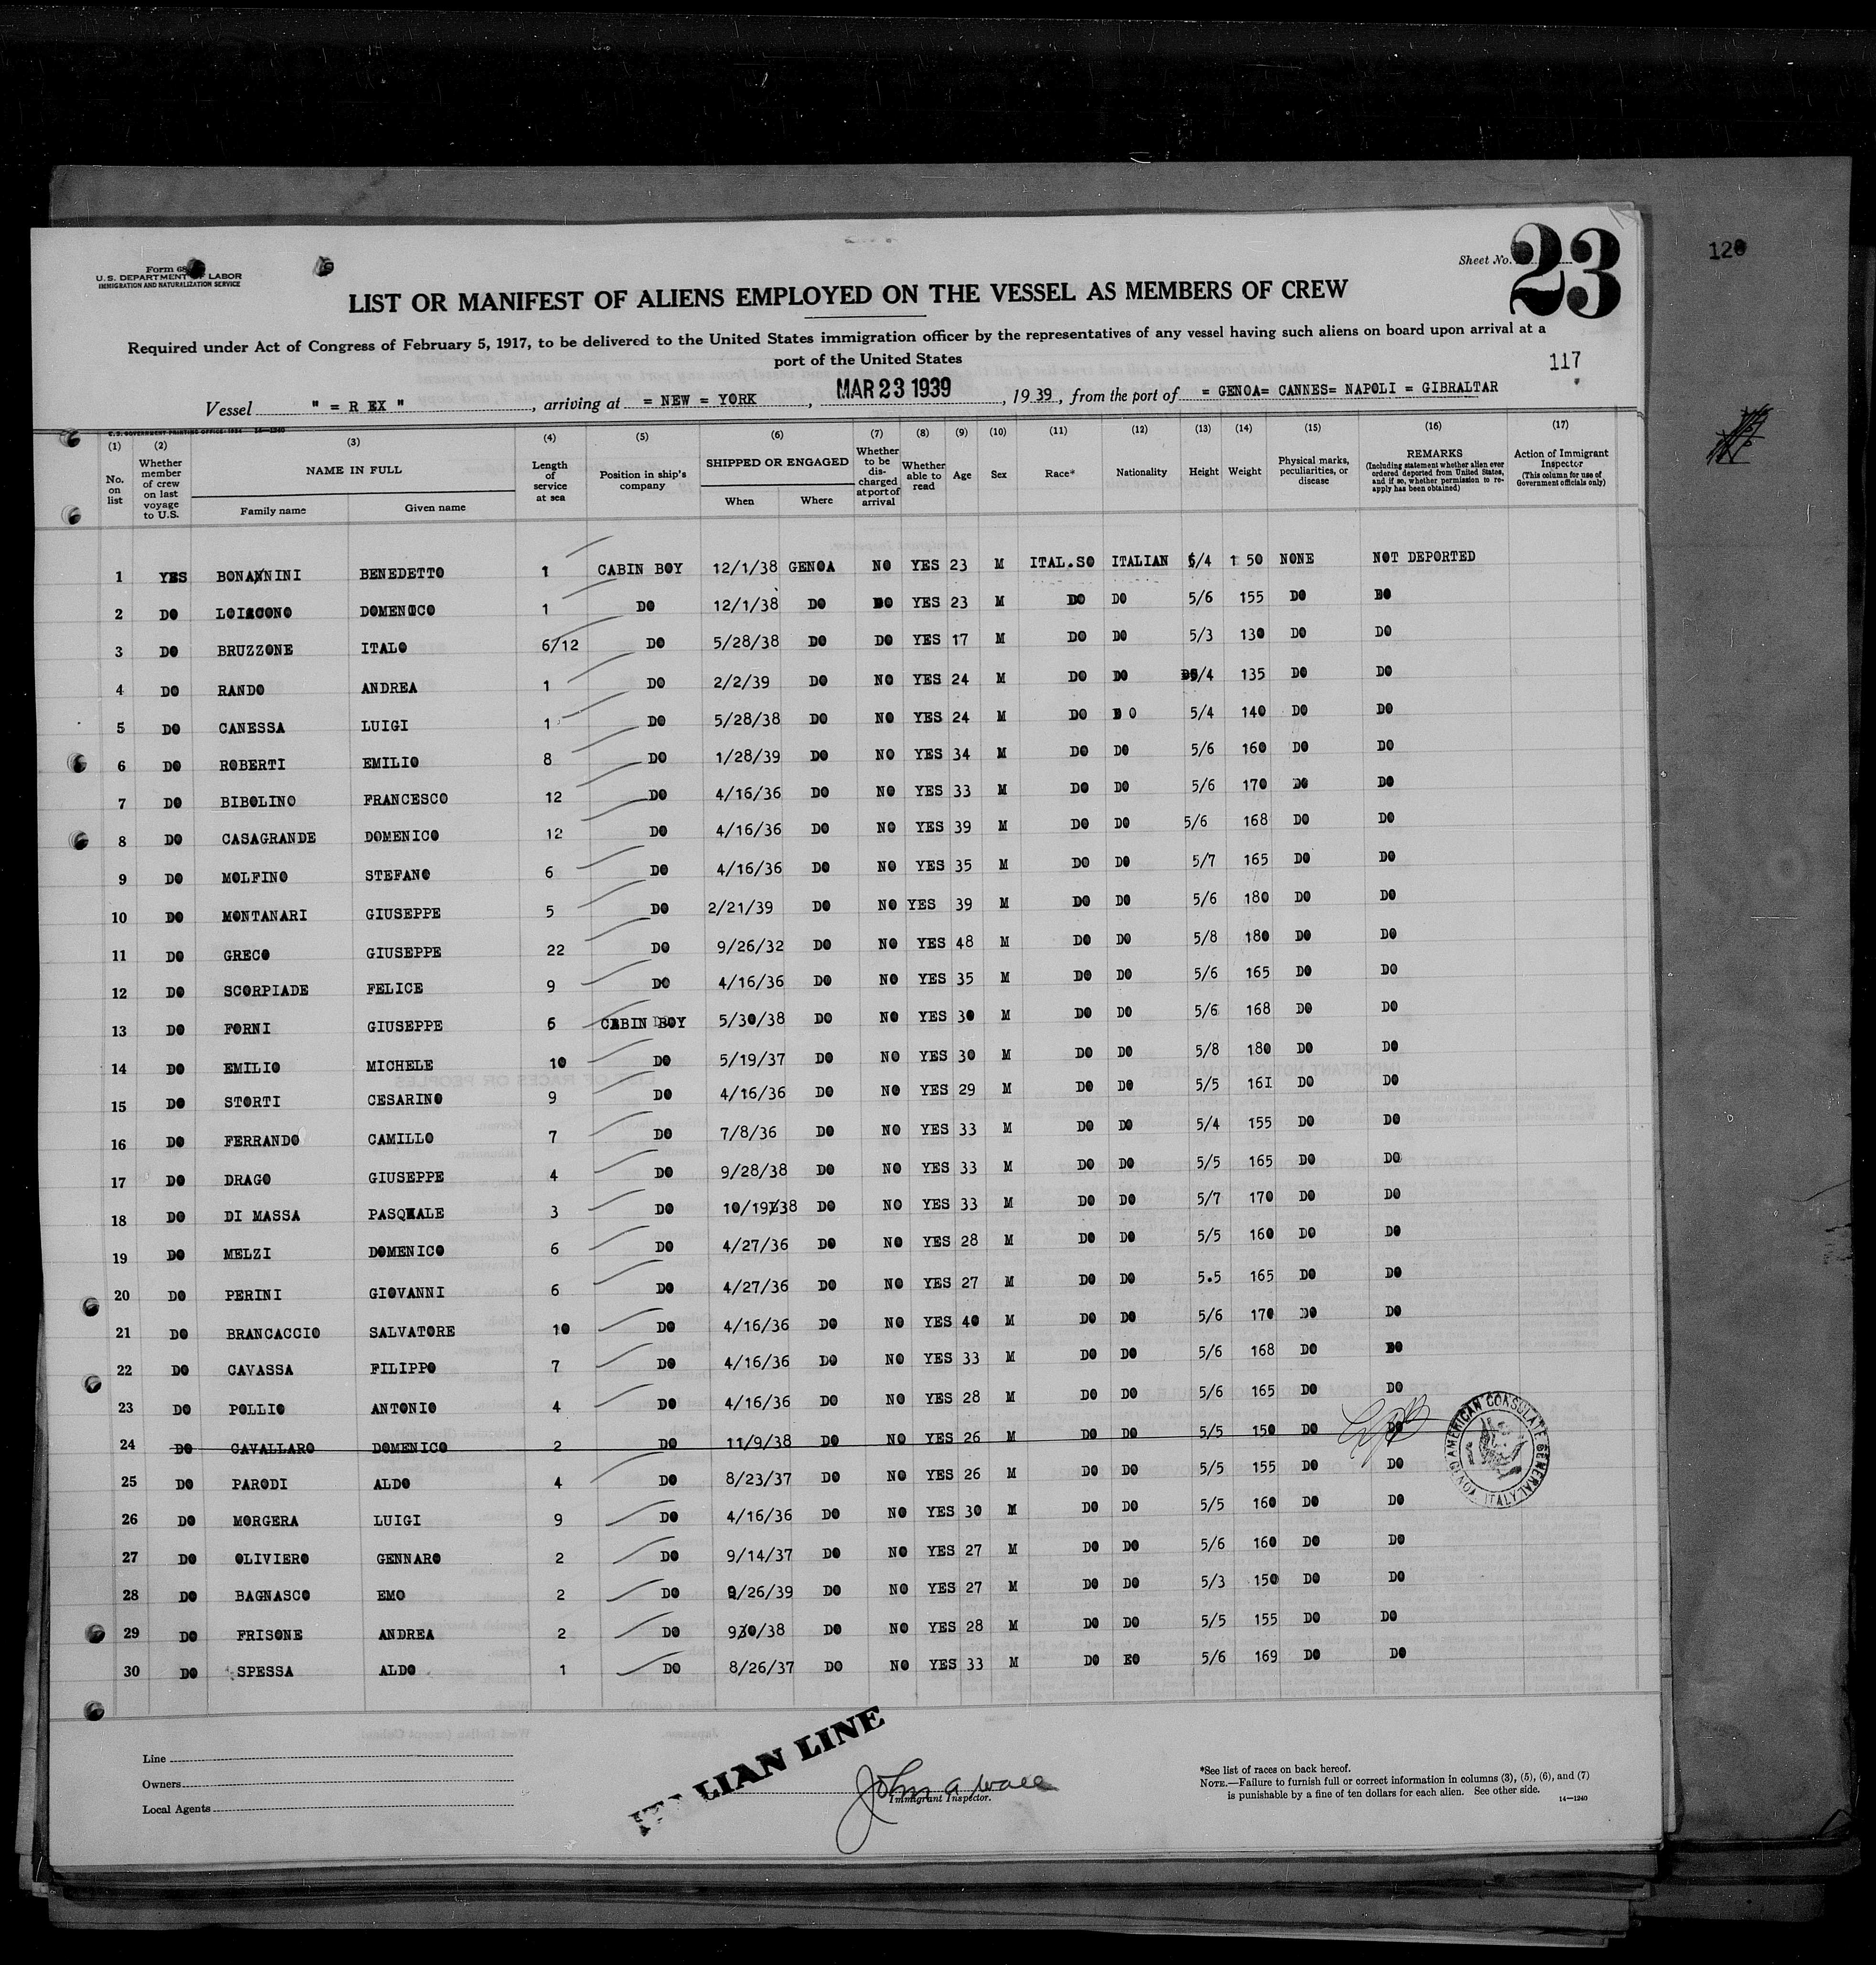 120
Form 68
U. S. DEPARTMENT OF LABOR
IMMIGRATION AND NATURALIZATION SERVICE
Sheet No. 23
LIST OR MANIFEST OF ALIENS EMPLOYED ON THE VESSEL AS MEMBERS OF CREW
Required under Act of Congress of February 5, 1917, to be delivered to the United States immigration officer by the representatives of any vessel having such aliens on board upon arrival at a
port of the United States
117
Vessel " = R EX ", arriving at = NEW = YORK, MAR 23 1939, 1939, from the port of = GENOA= CANNES= NAPOLI = GIBRALTAR
U.S. GOVERNMENT PRINTING OFFICE: 1934 14—1240
(1) (2) (3) (4) (5) (6) (7) (8) (9) (10) (11) (12) (13) (14) (15) (16) (17)
No. on list
Whether member of crew on last voyage to U.S.
NAME IN FULL
Family name
Given name
Length of service at sea
Position in ship's company
SHIPPED OR ENGAGED
When
Where
Whether to be discharged at port of arrival
Whether able to read
Age
Sex
Race*
Nationality
Height
Weight
Physical marks, peculiarities, or disease
REMARKS
(Including statement whether alien ever ordered deported from United States, and if so, whether permission to reapply has been obtained)
Action of Immigrant Inspector
(This column for use of Government officials only)
1 YES BONANNINI BENEDETTO 1 CABIN BOY 12/1/38 GENOA NO YES 23 M ITAL.SO ITALIAN 5/4 1 50 NONE NOT DEPORTED
2 DO LOIACONO DOMENICO 1 DO 12/1/38 DO DO YES 23 M DO DO 5/6 155 DO DO
3 DO BRUZZONE ITALO 6/12 DO 5/28/38 DO DO YES 17 M DO DO 5/3 130 DO DO
4 DO RANDO ANDREA 1 DO 2/2/39 DO NO YES 24 M DO DO 5/4 135 DO DO
5 DO CANESSA LUIGI 1 DO 5/28/38 DO NO YES 24 M DO D O 5/4 140 DO DO
6 DO ROBERTI EMILIO 8 DO 1/28/39 DO NO YES 34 M DO DO 5/6 160 DO DO
7 DO BIBOLINO FRANCESCO 12 DO 4/16/36 DO NO YES 33 M DO DO 5/6 170 DO DO
8 DO CASAGRANDE DOMENICO 12 DO 4/16/36 DO NO YES 39 M DO DO 5/6 168 DO DO
9 DO MOLFINO STEFANO 6 DO 4/16/36 DO NO YES 35 M DO DO 5/7 165 DO DO
10 DO MONTANARI GIUSEPPE 5 DO 2/21/39 DO NO YES 39 M DO DO 5/6 180 DO DO
11 DO GRECO GIUSEPPE 22 DO 9/26/32 DO NO YES 48 M DO DO 5/8 180 DO DO
12 DO SCORPIADE FELICE 9 DO 4/16/36 DO NO YES 35 M DO DO 5/6 165 DO DO
13 DO FORNI GIUSEPPE 6 CABIN BOY 5/30/38 DO NO YES 30 M DO DO 5/6 168 DO DO
14 DO EMILIO MICHELE 10 DO 5/19/37 DO NO YES 30 M DO DO 5/8 180 DO DO
15 DO STORTI CESARINO 9 DO 4/16/36 DO NO YES 29 M DO DO 5/5 16I DO DO
16 DO FERRANDO CAMILLO 7 DO 7/8/36 DO NO YES 33 M DO DO 5/4 155 DO DO
17 DO DRAGO GIUSEPPE 4 DO 9/28/38 DO NO YES 33 M DO DO 5/5 165 DO DO
18 DO DI MASSA PASQUALE 3 DO 10/19/38 DO NO YES 33 M DO DO 5/7 170 DO DO
19 DO MELZI DOMENICO 6 DO 4/27/36 DO NO YES 28 M DO DO 5/5 160 DO DO
20 DO PERINI GIOVANNI 6 DO 4/27/36 DO NO YES 27 M DO DO 5.5 165 DO DO
21 DO BRANCACCIO SALVATORE 10 DO 4/16/36 DO NO YES 40 M DO DO 5/6 170 DO DO
22 DO CAVASSA FILIPPO 7 DO 4/16/36 DO NO YES 33 M DO DO 5/6 168 DO DO
23 DO POLLIO ANTONIO 4 DO 4/16/36 DO NO YES 28 M DO DO 5/6 165 DO DO
24 DO CAVALLARO DOMENICO 2 DO 11/9/38 DO NO YES 26 M DO DO 5/5 150 DO DO
25 DO PARODI ALDO 4 DO 8/23/37 DO NO YES 26 M DO DO 5/5 155 DO DO
26 DO MORGERA LUIGI 9 DO 4/16/36 DO NO YES 30 M DO DO 5/5 160 DO DO
27 DO OLIVIERO GENNARO 2 DO 9/14/37 DO NO YES 27 M DO DO 5/6 160 DO DO
28 DO BAGNASCO EMO 2 DO 9/26/39 DO NO YES 27 M DO DO 5/3 150 DO DO
29 DO FRISONE ANDREA 2 DO 930/38 DO NO YES 28 M DO DO 5/5 155 DO DO
30 DO SPESSA ALDO 1 DO 8/26/37 DO NO YES 33 M DO EO 5/6 169 DO DO
AMERICAN CONSULATE GENERAL GENOA ITALY
Line
Owners
Local Agents
ITALIAN LINE
John A Wall
Immigrant Inspector.
*See list of races on back hereof.
NOTE.—Failure to furnish full or correct information in columns (3), (5), (6), and (7)
is punishable by a fine of ten dollars for each alien. See other side.
14—1240